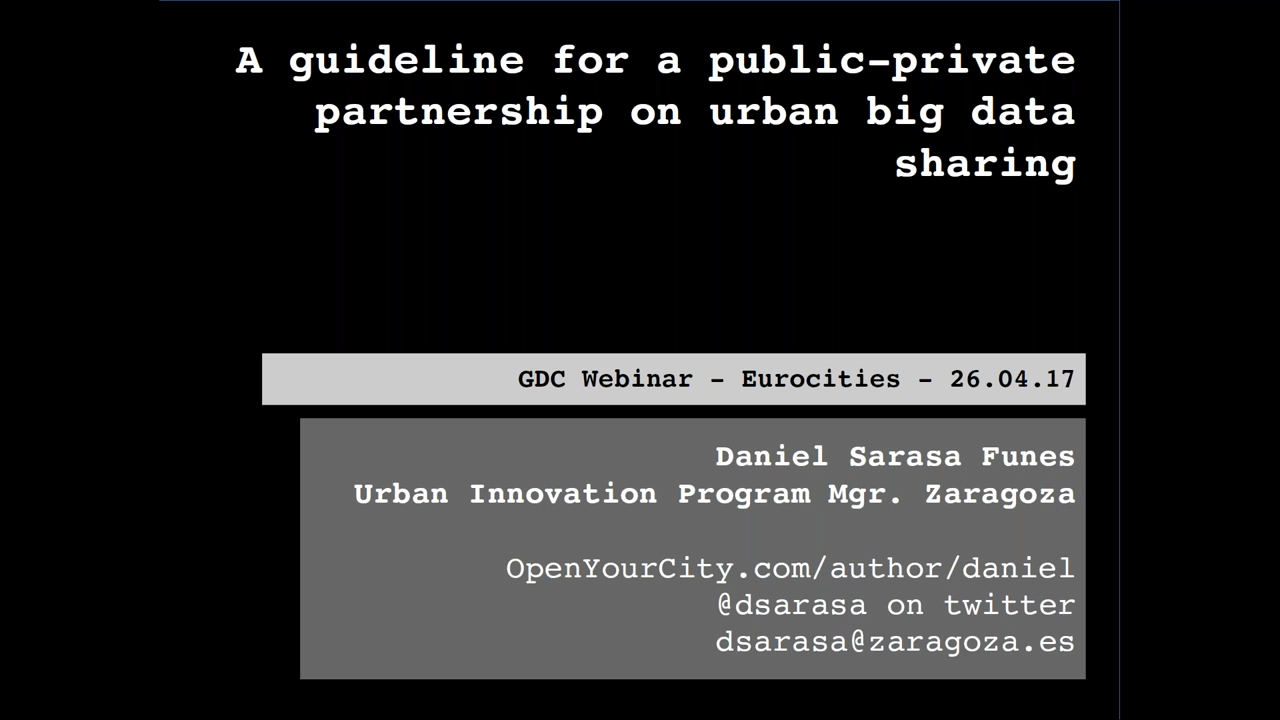 A guideline for a public-private
partnership on urban big data
sharing
GDC Webinar - Eurocities - 26.04.17
Daniel Sarasa Funes
Urban Innovation Program Mgr. Zaragoza
OpenYourCity.com/author/daniel
@dsarasa on twitter
dsarasa@zaragoza.es